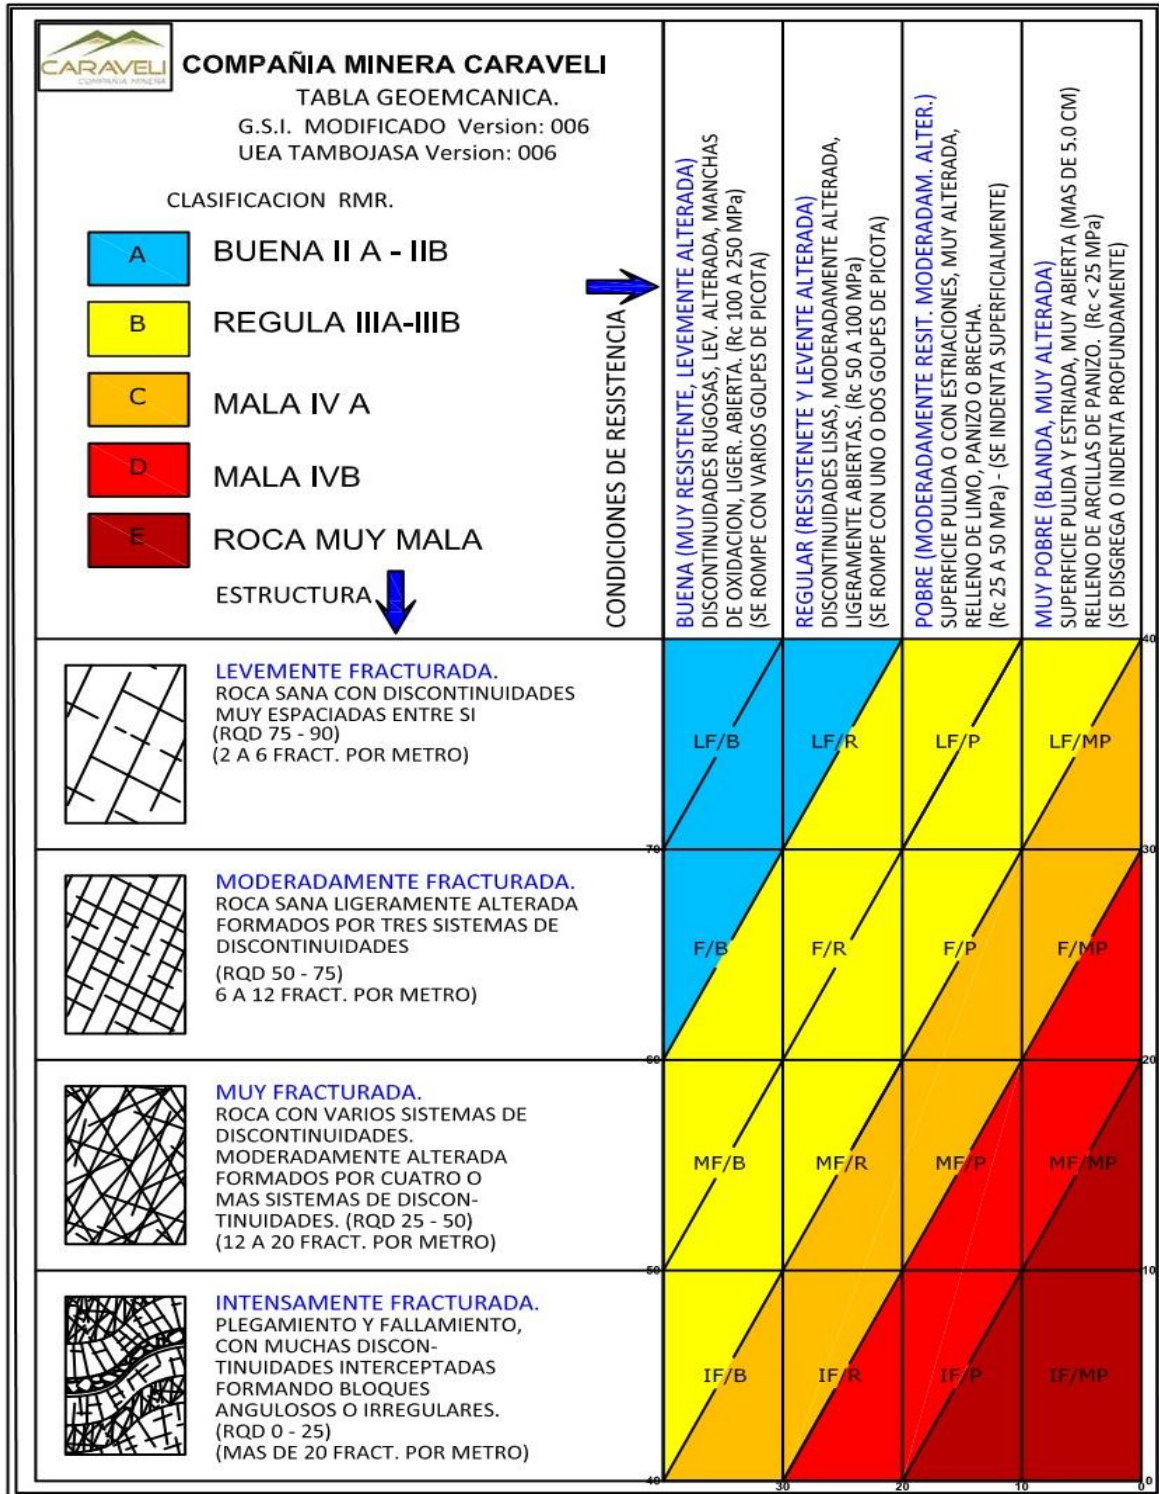 CARAVELI
COMPAÑIA MINERA
COMPAÑIA MINERA CARAVELI
TABLA GEOEMCANICA.
G.S.I. MODIFICADO Version: 006
UEA TAMBOJASA Version: 006
CLASIFICACION RMR.
A BUENA II A - IIB
B REGULA IIIA-IIIB
C MALA IV A
D MALA IVB
E ROCA MUY MALA
ESTRUCTURA
CONDICIONES DE RESISTENCIA
BUENA (MUY RESISTENTE, LEVEMENTE ALTERADA)
DISCONTINUIDADES RUGOSAS, LEV. ALTERADA, MANCHAS
DE OXIDACION, LIGER. ABIERTA. (Rc 100 A 250 MPa)
(SE ROMPE CON VARIOS GOLPES DE PICOTA)
REGULAR (RESISTENETE Y LEVENTE ALTERADA)
DISCONTINUIDADES LISAS, MODERADAMENTE ALTERADA,
LIGERAMENTE ABIERTAS. (Rc 50 A 100 MPa)
(SE ROMPE CON UNO O DOS GOLPES DE PICOTA)
POBRE (MODERADAMENTE RESIT. MODERADAM. ALTER.)
SUPERFICIE PULIDA O CON ESTRIACIONES, MUY ALTERADA,
RELLENO DE LIMO, PANIZO O BRECHA.
(Rc 25 A 50 MPa) - (SE INDENTA SUPERFICIALMENTE)
MUY POBRE (BLANDA, MUY ALTERADA)
SUPERFICIE PULIDA Y ESTRIADA, MUY ABIERTA (MAS DE 5.0 CM)
RELLENO DE ARCILLAS DE PANIZO. (Rc < 25 MPa)
(SE DISGREGA O INDENTA PROFUNDAMENTE)
40
LEVEMENTE FRACTURADA.
ROCA SANA CON DISCONTINUIDADES
MUY ESPACIADAS ENTRE SI
(RQD 75 - 90)
(2 A 6 FRACT. POR METRO)
LF/B LF/R LF/P LF/MP
70 30
MODERADAMENTE FRACTURADA.
ROCA SANA LIGERAMENTE ALTERADA
FORMADOS POR TRES SISTEMAS DE
DISCONTINUIDADES
(RQD 50 - 75)
6 A 12 FRACT. POR METRO)
F/B F/R F/P F/MP
60 20
MUY FRACTURADA.
ROCA CON VARIOS SISTEMAS DE
DISCONTINUIDADES.
MODERADAMENTE ALTERADA
FORMADOS POR CUATRO O
MAS SISTEMAS DE DISCON-
TINUIDADES. (RQD 25 - 50)
(12 A 20 FRACT. POR METRO)
MF/B MF/R MF/P MF/MP
50 10
INTENSAMENTE FRACTURADA.
PLEGAMIENTO Y FALLAMIENTO,
CON MUCHAS DISCON-
TINUIDADES INTERCEPTADAS
FORMANDO BLOQUES
ANGULOSOS O IRREGULARES.
(RQD 0 - 25)
(MAS DE 20 FRACT. POR METRO)
IF/B IF/R IF/P IF/MP
40 30 20 10 0 0